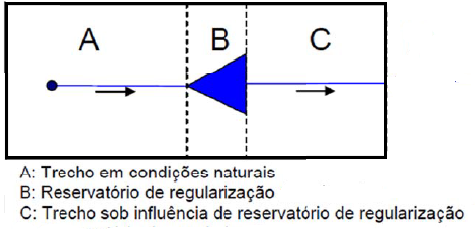 A B C
A: Trecho em condições naturais
B: Reservatório de regularização
C: Trecho sob influência de reservatório de regularização